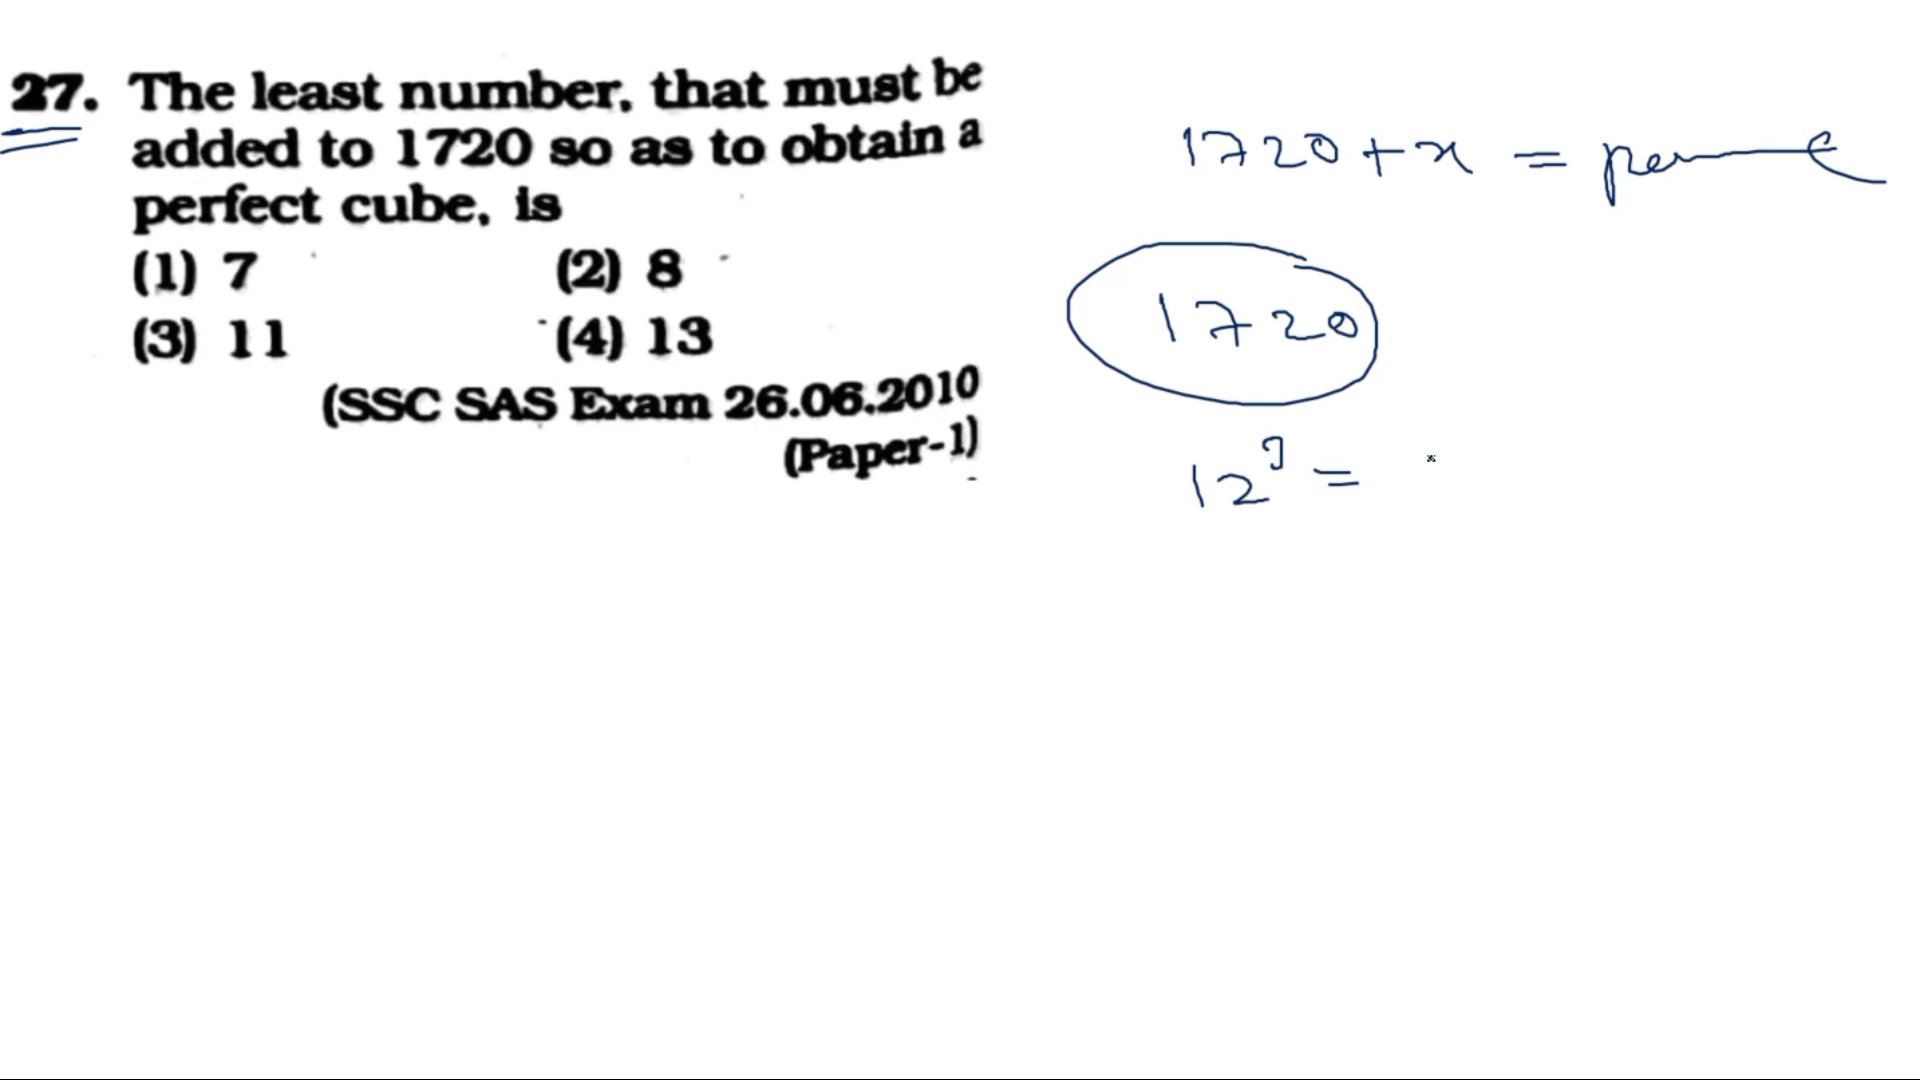 27. The least number, that must be
added to 1720 so as to obtain a
perfect cube, is
(1) 7 (2) 8
(3) 11 (4) 13
(SSC SAS Exam 26.06.2010
(Paper-1)
1720 + x =
1720
12³ =